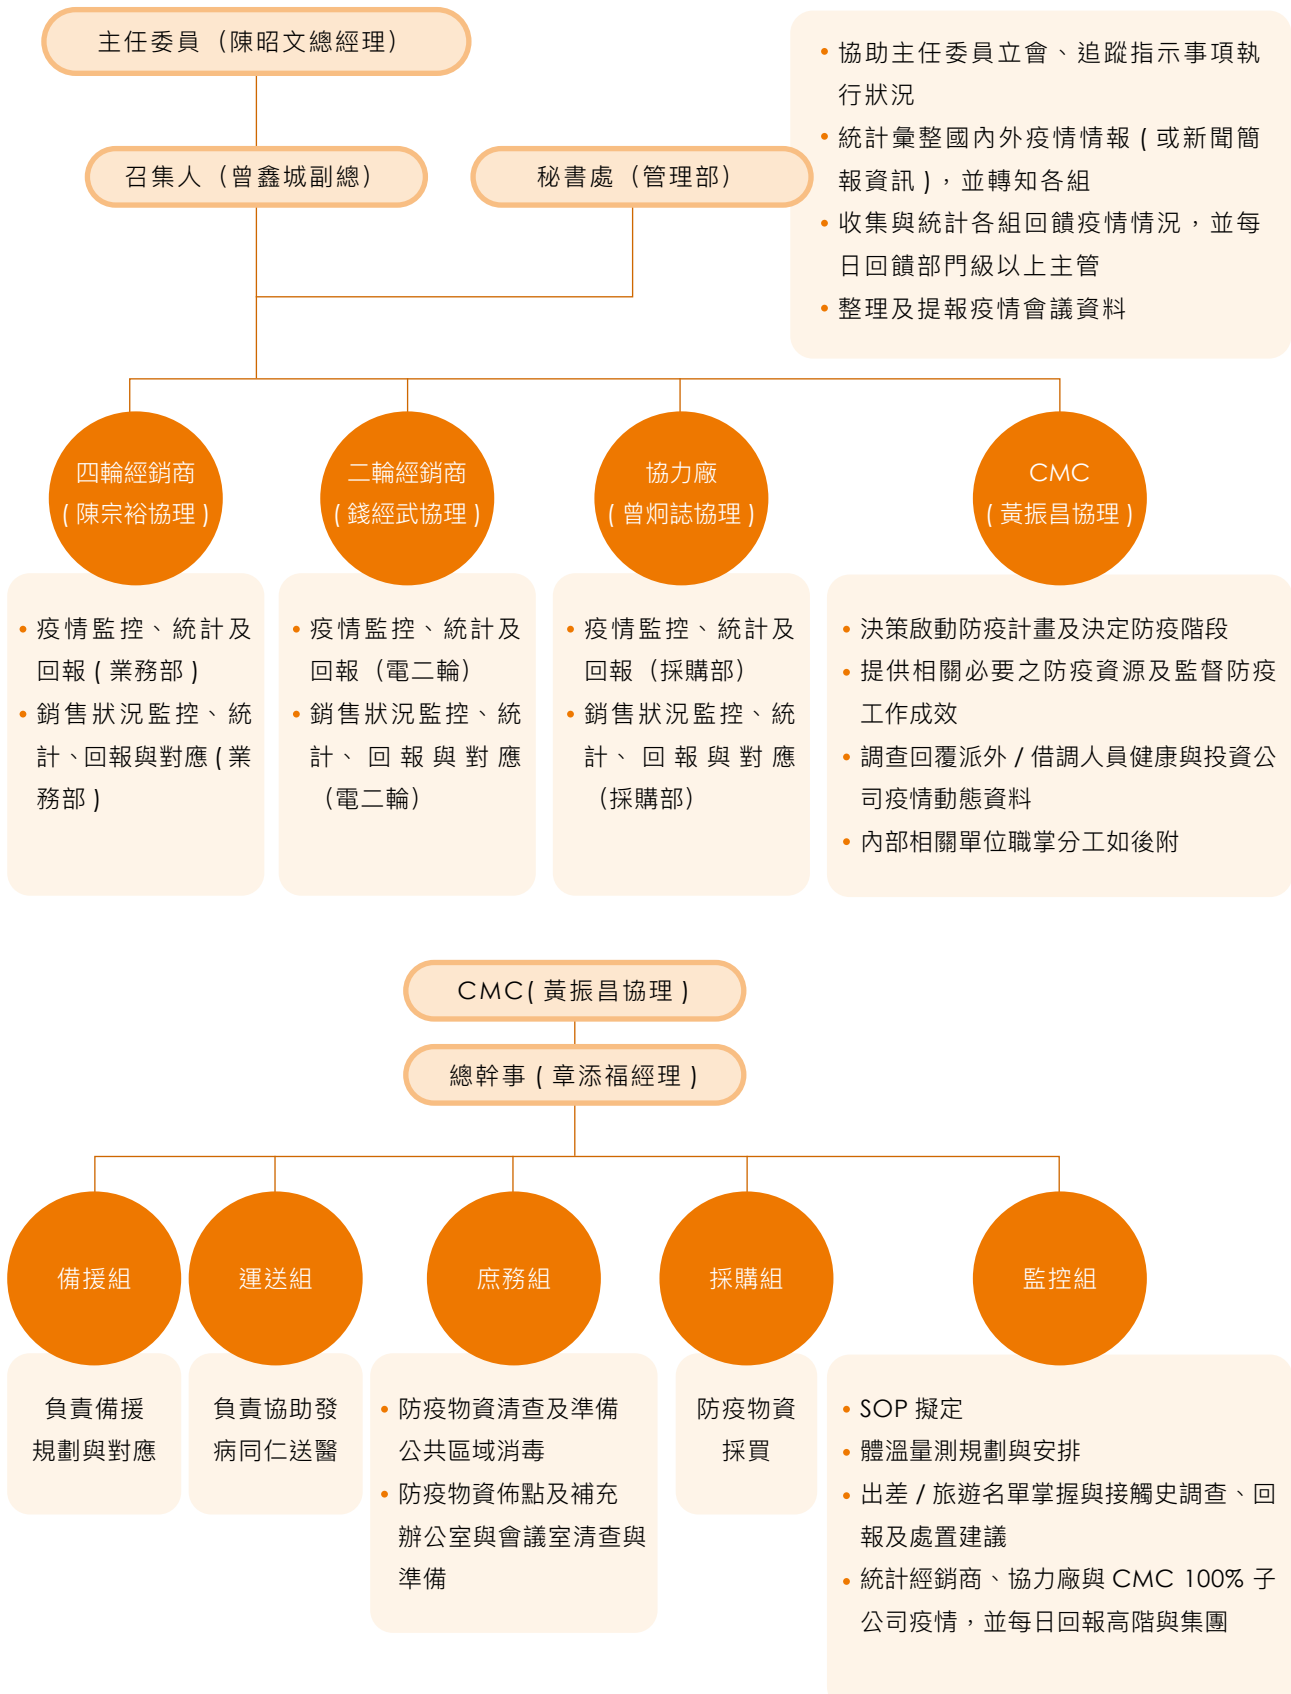 主任委員（陳昭文總經理）
召集人（曾鑫城副總）
秘書處（管理部）
• 協助主任委員立會、追蹤指示事項執
行狀況
• 統計彙整國內外疫情情報 ( 或新聞簡
報資訊 )，並轉知各組
• 收集與統計各組回饋疫情情況，並每
日回饋部門級以上主管
• 整理及提報疫情會議資料
四輪經銷商
( 陳宗裕協理 )
• 疫情監控、統計及
回報 ( 業務部 )
• 銷售狀況監控、統
計、回報與對應 ( 業
務部 )
二輪經銷商
( 錢經武協理 )
• 疫情監控、統計及
回報（電二輪）
• 銷售狀況監控、統
計、回報與對應
（電二輪）
協力廠
( 曾炯誌協理 )
• 疫情監控、統計及
回報（採購部）
• 銷售狀況監控、統
計、回報與對應
（採購部）
CMC
( 黃振昌協理 )
• 決策啟動防疫計畫及決定防疫階段
• 提供相關必要之防疫資源及監督防疫
工作成效
• 調查回覆派外 / 借調人員健康與投資公
司疫情動態資料
• 內部相關單位職掌分工如後附
CMC( 黃振昌協理 )
總幹事 ( 章添福經理 )
備援組
負責備援
規劃與對應
運送組
負責協助發
病同仁送醫
庶務組
• 防疫物資清查及準備
公共區域消毒
• 防疫物資佈點及補充
辦公室與會議室清查與
準備
採購組
防疫物資
採買
監控組
• SOP 擬定
• 體溫量測規劃與安排
• 出差 / 旅遊名單掌握與接觸史調查、回
報及處置建議
• 統計經銷商、協力廠與 CMC 100% 子
公司疫情，並每日回報高階與集團